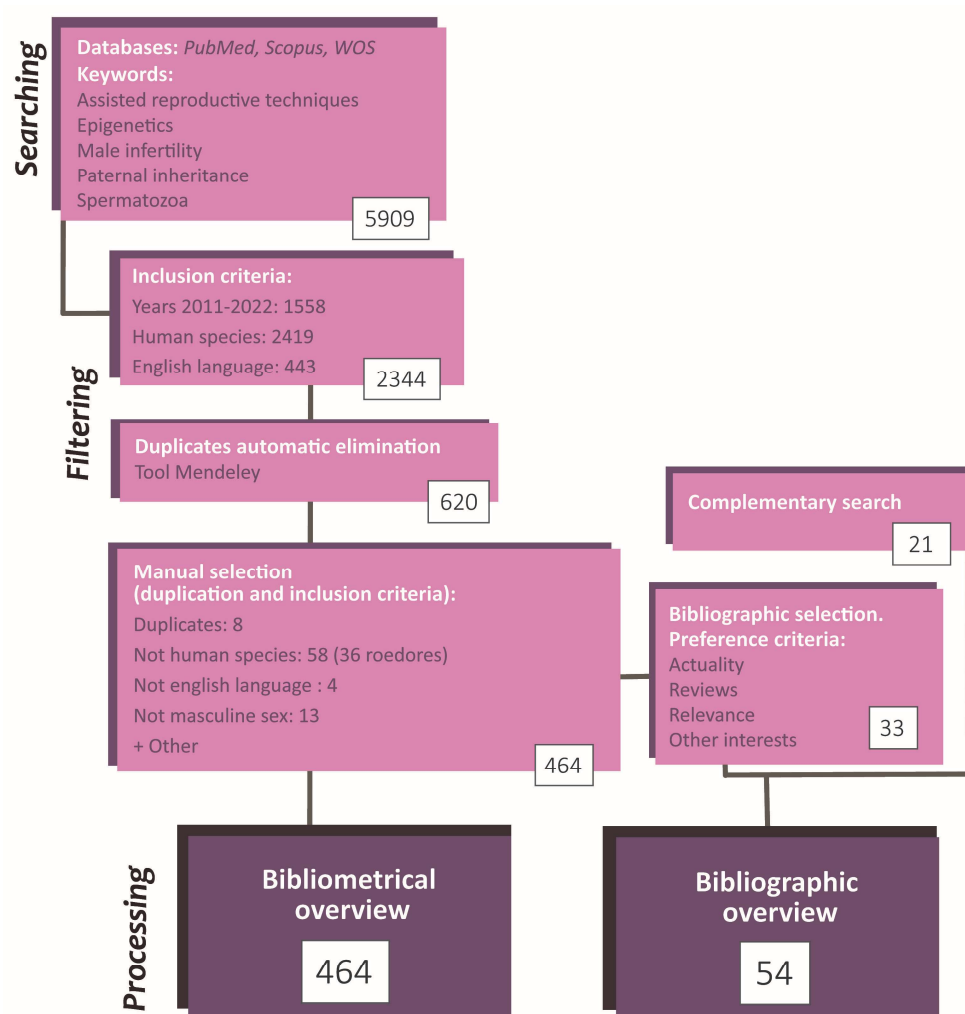 Searching
Databases: PubMed, Scopus, WOS
Keywords:
Assisted reproductive techniques
Epigenetics
Male infertility
Paternal inheritance
Spermatozoa
5909
Filtering
Inclusion criteria:
Years 2011-2022: 1558
Human species: 2419
English language: 443
2344
Duplicates automatic elimination
Tool Mendeley
620
Manual selection
(duplication and inclusion criteria):
Duplicates: 8
Not human species: 58 (36 roedores)
Not english language : 4
Not masculine sex: 13
+ Other
464
Complementary search
21
Bibliographic selection.
Preference criteria:
Actuality
Reviews
Relevance
Other interests
33
Processing
Bibliometrical
overview
464
Bibliographic
overview
54